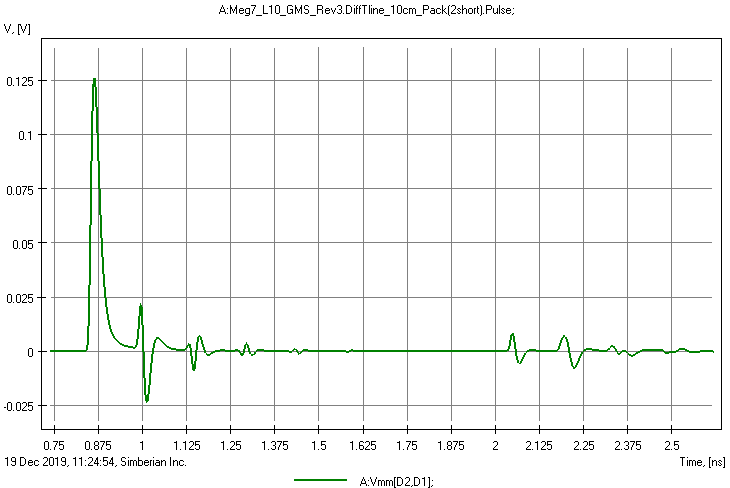 A:Meg7_L10_GMS_Rev3.DiffTline_10cm_Pack(2short).Pulse;
V, [V]
0.125
0.1
0.075
0.05
0.025
0
-0.025
0.75 0.875 1 1.125 1.25 1.375 1.5 1.625 1.75 1.875 2 2.125 2.25 2.375 2.5
19 Dec 2019, 11:24:54, Simberian Inc. Time, [ns]
A:Vmm[D2,D1];